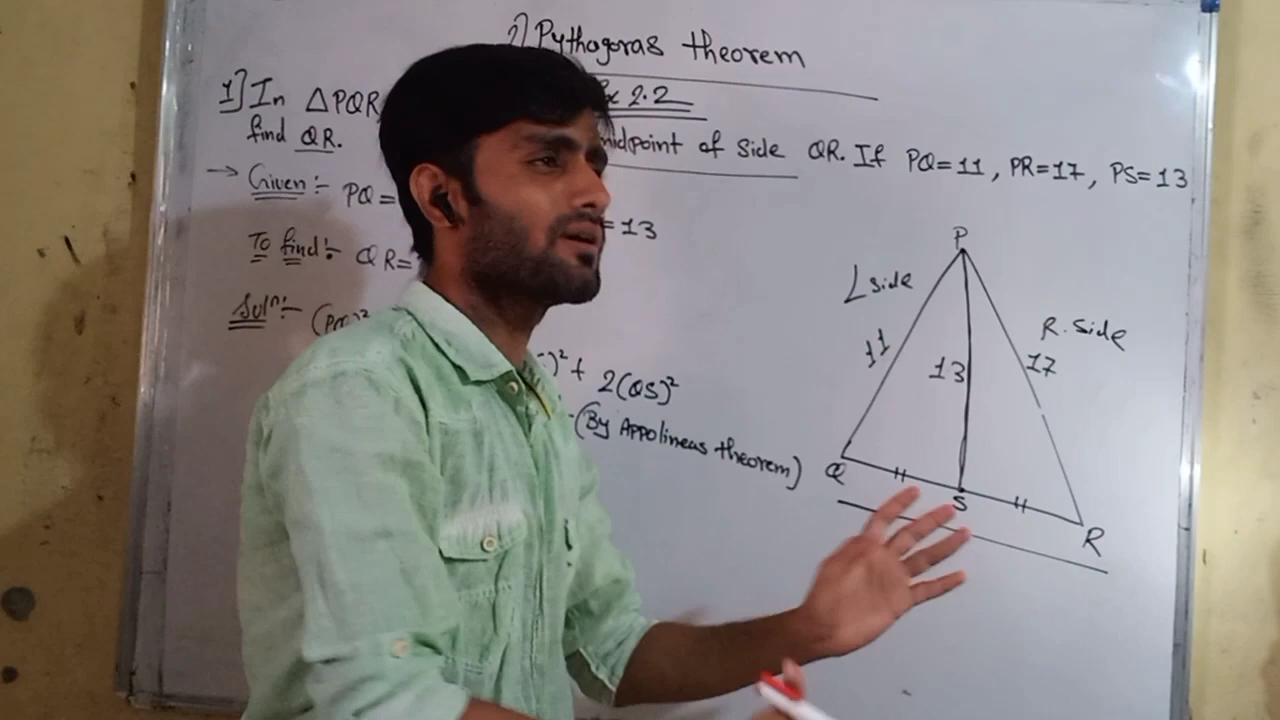 2) Pythagoras theorem
Ex 2.2
1] In △PQR
midpoint of Side QR. If PQ=11, PR=17, PS=13
find QR.
→ Given:- PQ=
=13
To find:- QR=
Solⁿ:-
)²+ 2(QS)²
(By Appolineus theorem)
P
L side
R. Side
11
13
17
Q
S
R